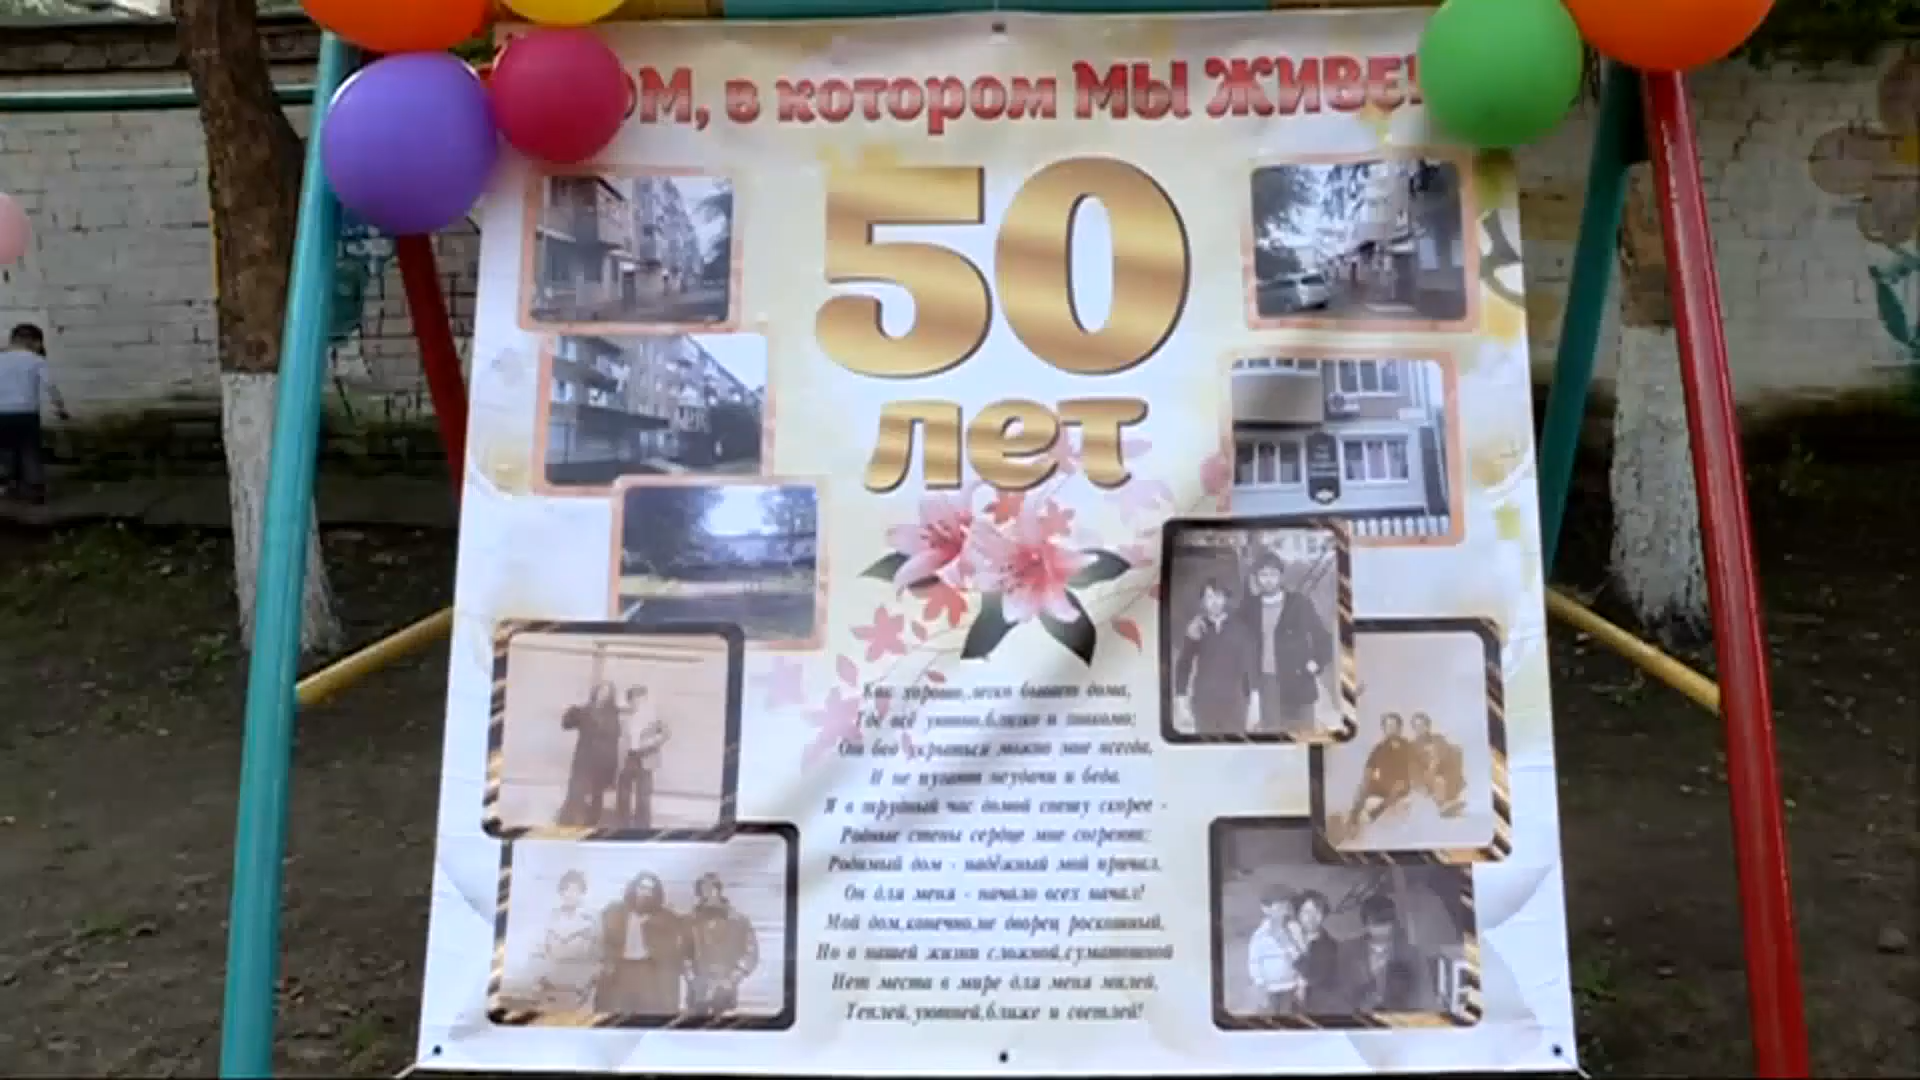 ОМ, в котором МЫ ЖИВЕ
50
лет
Как хорошо, легко бывает дома,
Где всё уютно, близко и знакомо;
От бед укрыться можно мне всегда,
И не пугают неудачи и беда.
Я в трудный час домой спешу скорее -
Родные стены сердце мне согреют;
Родимый дом - надёжный мой причал,
Он для меня - начало всех начал!
Мой дом, конечно, не дворец роскошный,
Но в нашей жизни сложной, суматошной
Нет места в мире для меня милей,
Теплей, уютней, ближе и светлей!